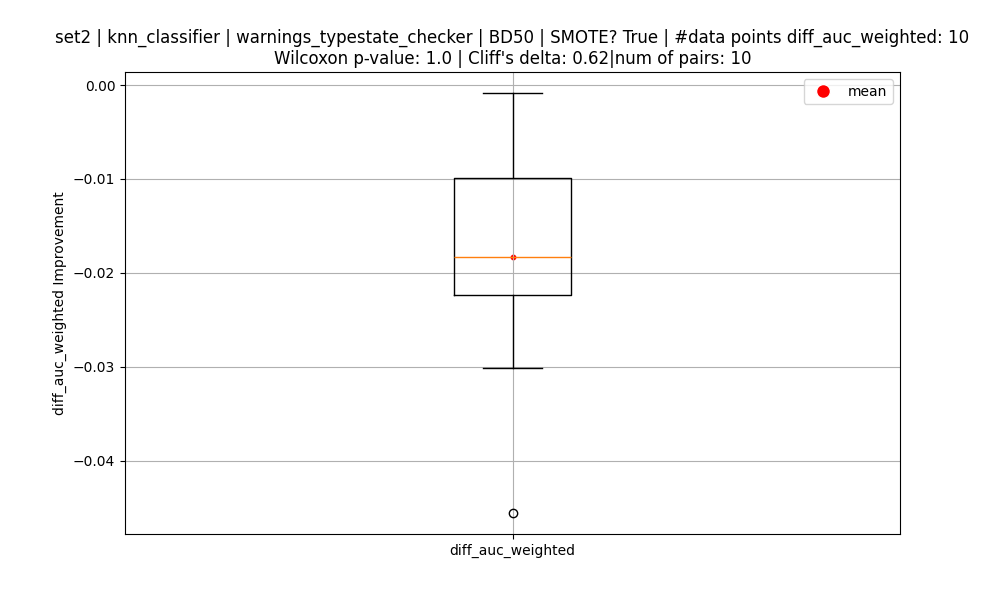 set2 | knn_classifier | warnings_typestate_checker | BD50 | SMOTE? True | #data points diff_auc_weighted: 10
Wilcoxon p-value: 1.0 | Cliff's delta: 0.62|num of pairs: 10
mean
0.00
−0.01
−0.02
−0.03
−0.04
diff_auc_weighted Improvement
diff_auc_weighted